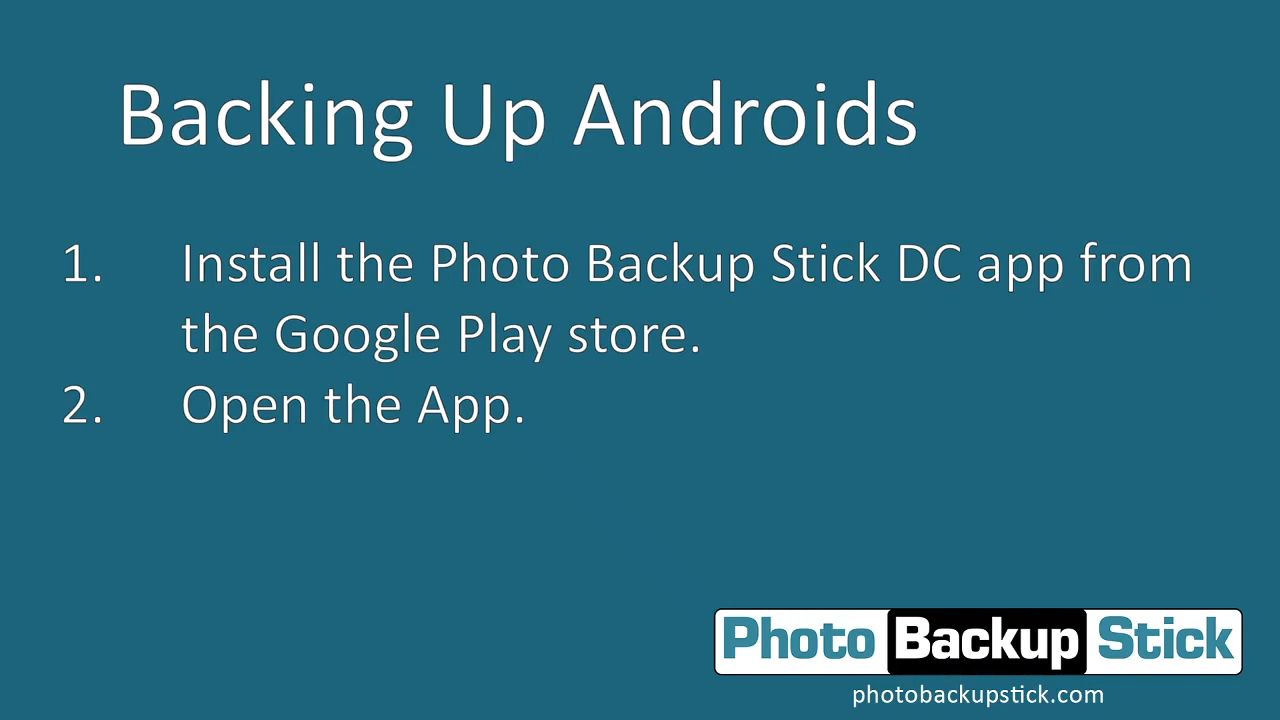 Backing Up Androids
1. Install the Photo Backup Stick DC app from
the Google Play store.
2. Open the App.
Photo Backup Stick
photobackupstick.com